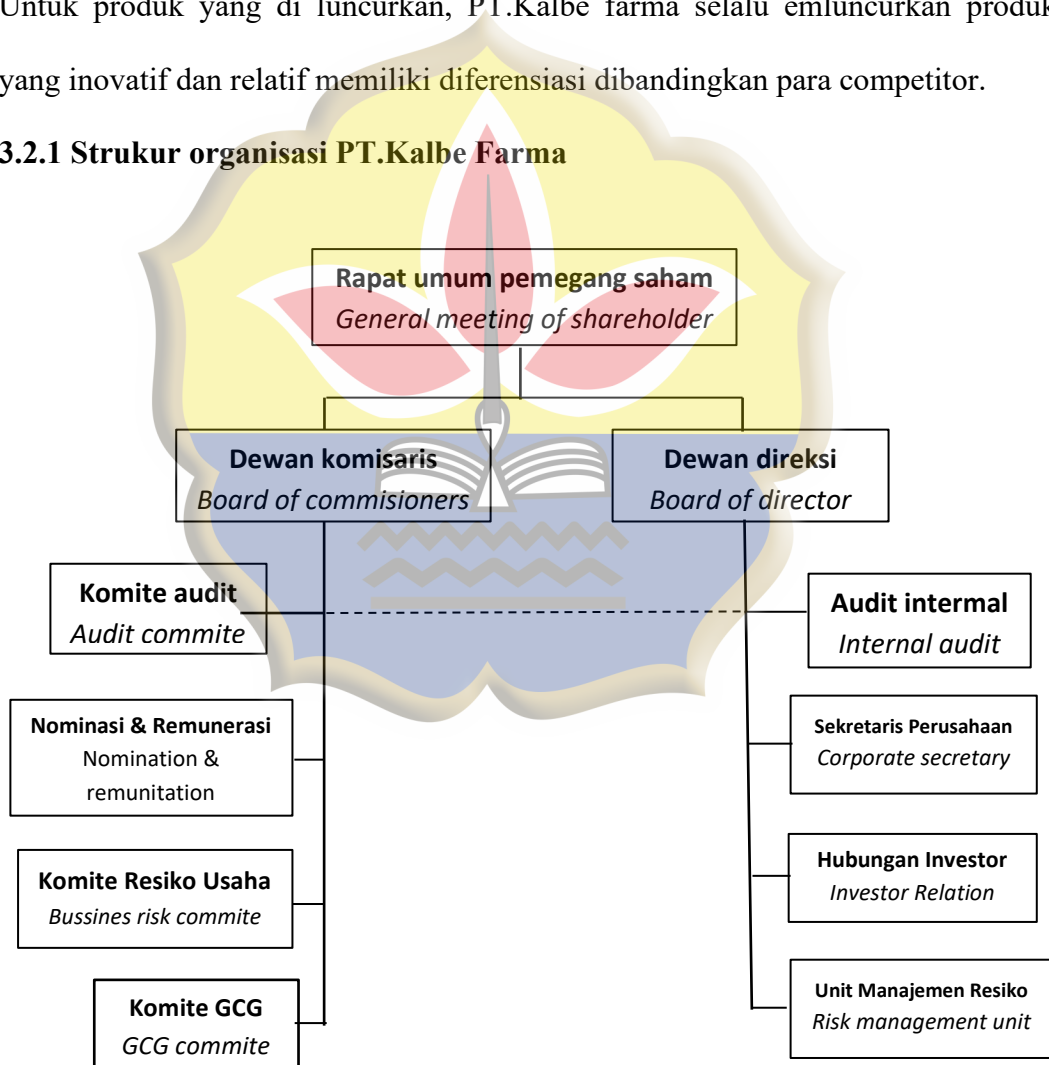 Untuk produk yang di luncurkan, PT.Kalbe farma selalu emluncurkan produk
yang inovatif dan relatif memiliki diferensiasi dibandingkan para competitor.
3.2.1 Strukur organisasi PT.Kalbe Farma
Rapat umum pemegang saham
General meeting of shareholder
Dewan komisaris
Board of commisioners
Dewan direksi
Board of director
Komite audit
Audit commite
Audit intermal
Internal audit
Nominasi & Remunerasi
Nomination &
remunitation
Sekretaris Perusahaan
Corporate secretary
Komite Resiko Usaha
Bussines risk commite
Hubungan Investor
Investor Relation
Komite GCG
GCG commite
Unit Manajemen Resiko
Risk management unit